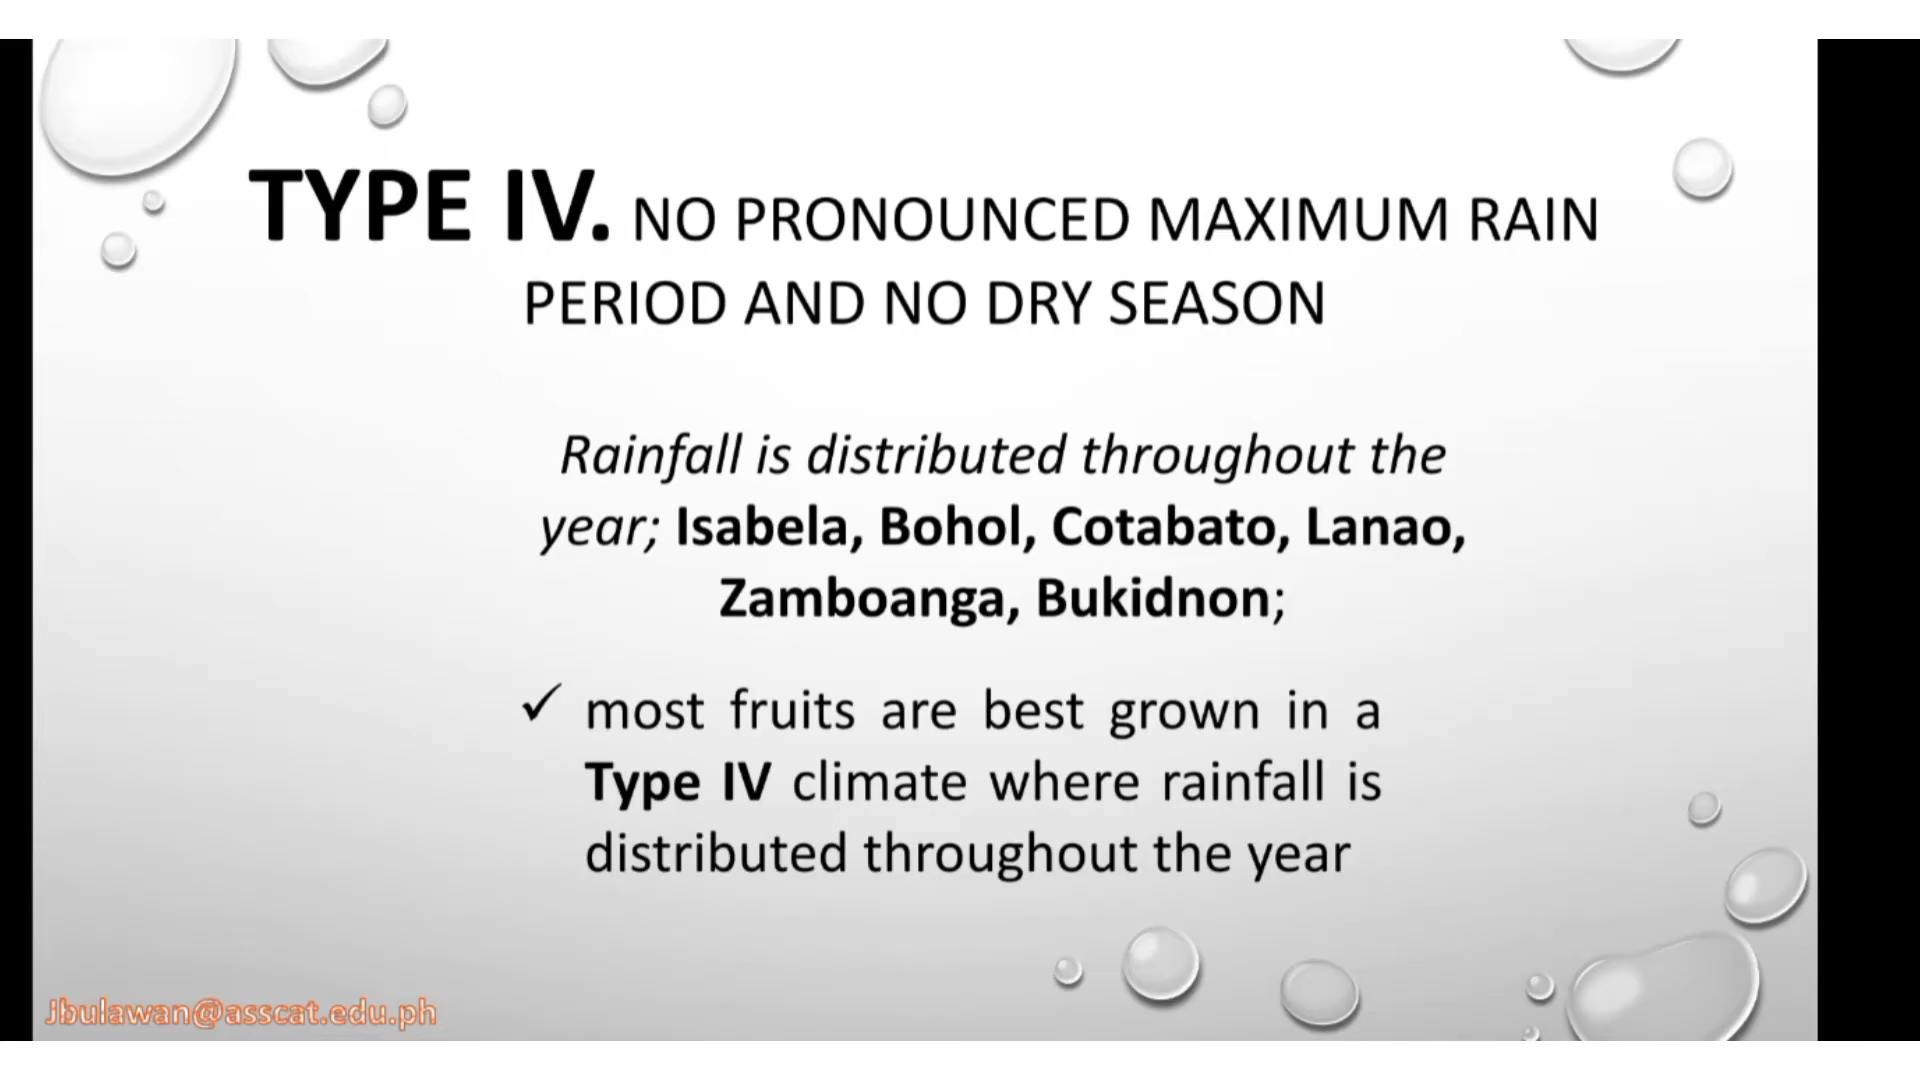 TYPE IV. NO PRONOUNCED MAXIMUM RAIN
PERIOD AND NO DRY SEASON
Rainfall is distributed throughout the
year; Isabela, Bohol, Cotabato, Lanao,
Zamboanga, Bukidnon;
✓ most fruits are best grown in a
Type IV climate where rainfall is
distributed throughout the year
Jbulawan@asscat.edu.ph